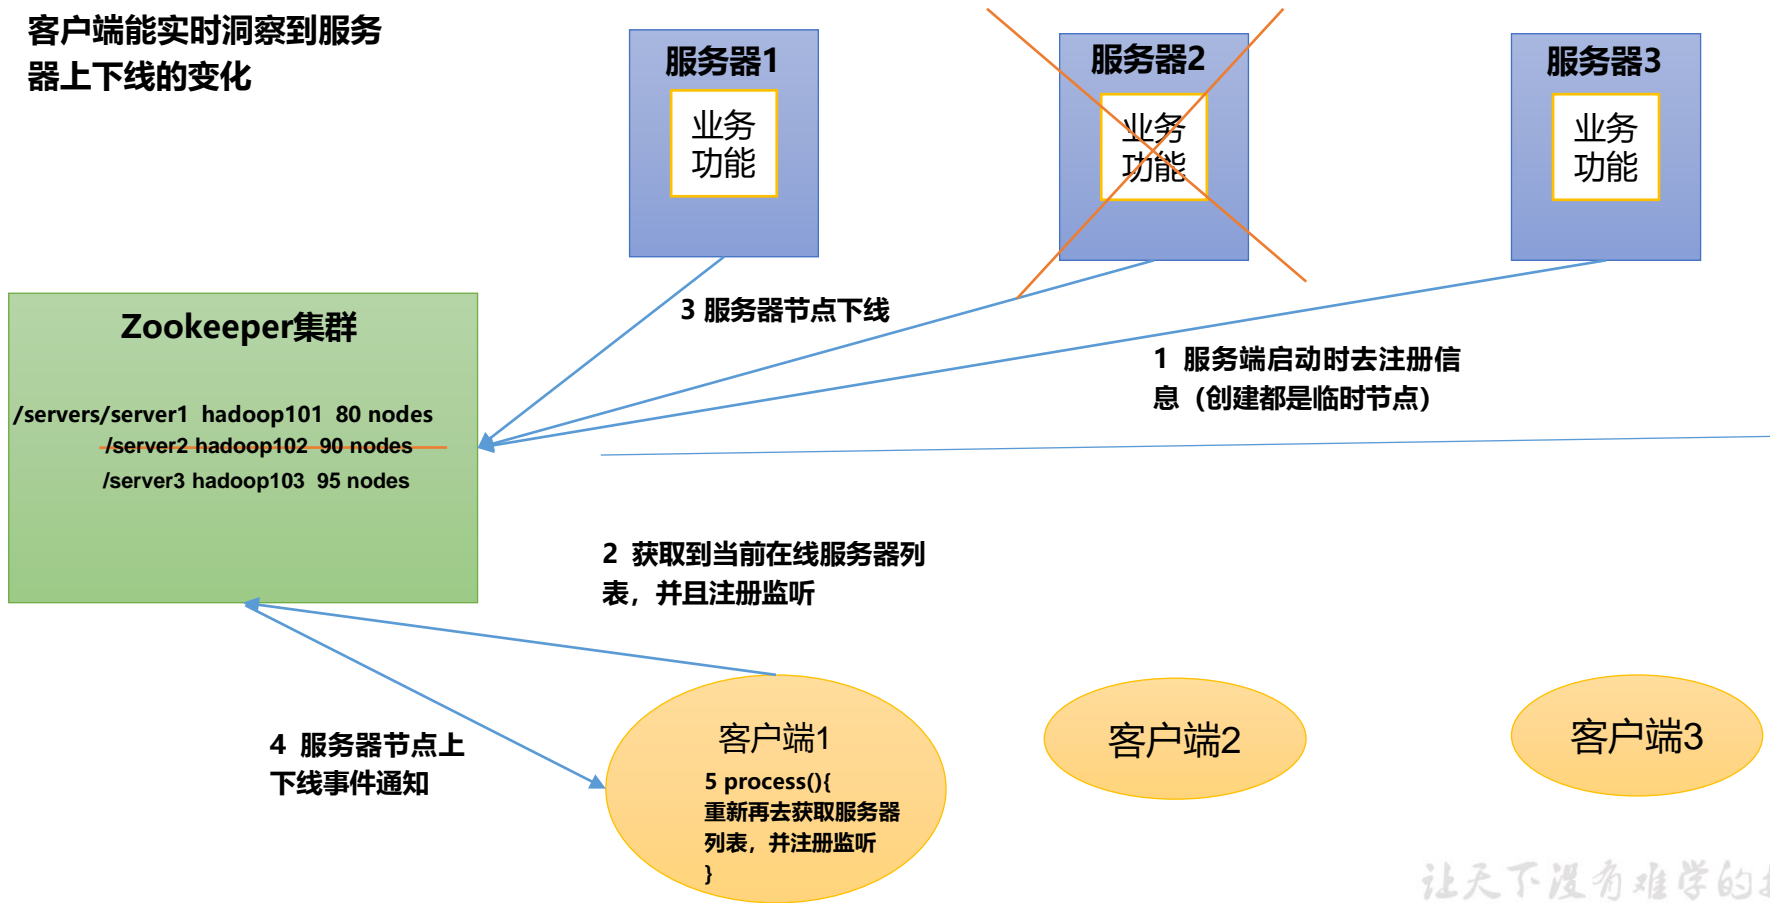 客户端能实时洞察到服务
器上下线的变化
服务器1
业务
功能
服务器2
业务
功能
服务器3
业务
功能
3 服务器节点下线
Zookeeper集群
1 服务端启动时去注册信
息（创建都是临时节点）
/servers/server1 hadoop101 80 nodes
/server2 hadoop102 90 nodes
/server3 hadoop103 95 nodes
2 获取到当前在线服务器列
表，并且注册监听
4 服务器节点上
下线事件通知
客户端1
5 process(){
重新再去获取服务器
列表，并注册监听
}
客户端2
客户端3
让天下没有难学的